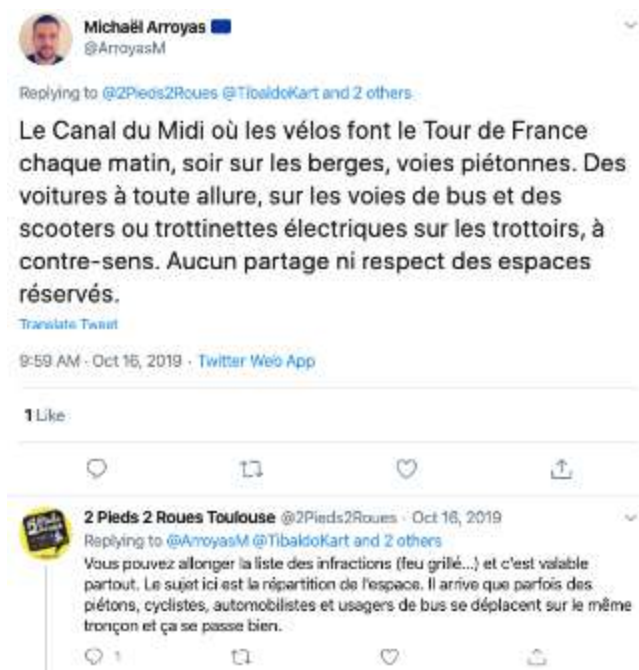 Michaël Arroyas
@ArroyasM
Replying to @2Pieds2Roues @TibaldoKart and 2 others
Le Canal du Midi où les vélos font le Tour de France
chaque matin, soir sur les berges, voies piétonnes. Des
voitures à toute allure, sur les voies de bus et des
scooters ou trottinettes électriques sur les trottoirs, à
contre-sens. Aucun partage ni respect des espaces
réservés.
Translate Tweet
9:59 AM · Oct 16, 2019 · Twitter Web App
1 Like
2 Pieds 2 Roues Toulouse @2Pieds2Roues · Oct 16, 2019
Replying to @ArroyasM @TibaldoKart and 2 others
Vous pouvez allonger la liste des infractions (feu grillé...) et c'est valable
partout. Le sujet ici est la répartition de l'espace. Il arrive que parfois des
piétons, cyclistes, automobilistes et usagers de bus se déplacent sur le même
tronçon et ça se passe bien.
1